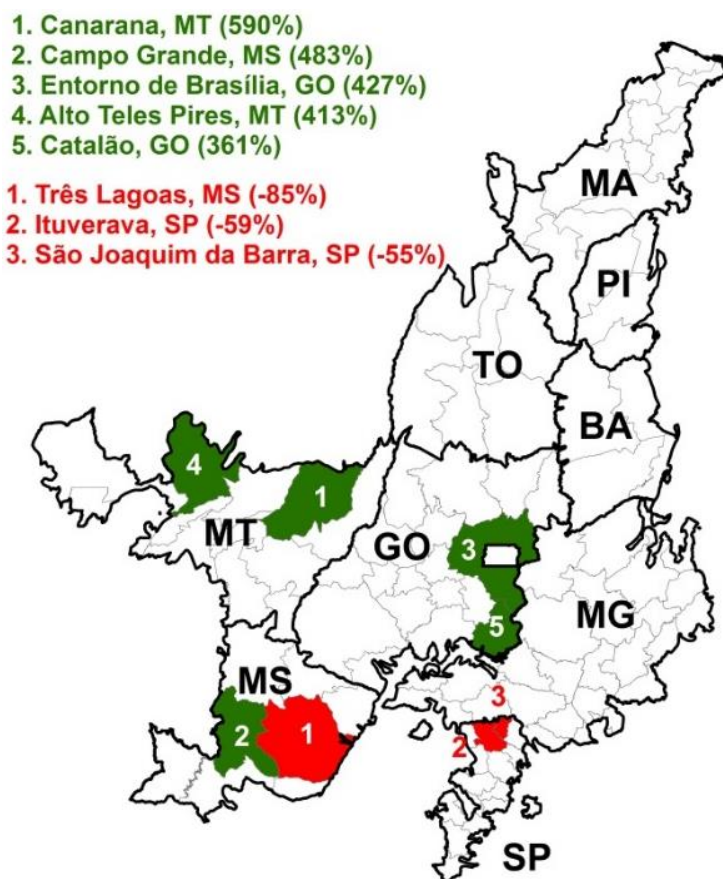 1. Canarana, MT (590%)
2. Campo Grande, MS (483%)
3. Entorno de Brasília, GO (427%)
4. Alto Teles Pires, MT (413%)
5. Catalão, GO (361%)
1. Três Lagoas, MS (-85%)
2. Ituverava, SP (-59%)
3. São Joaquim da Barra, SP (-55%)
MA
PI
TO
BA
4
1
MT
GO
3
MG
5
MS
3
2
1
2
SP